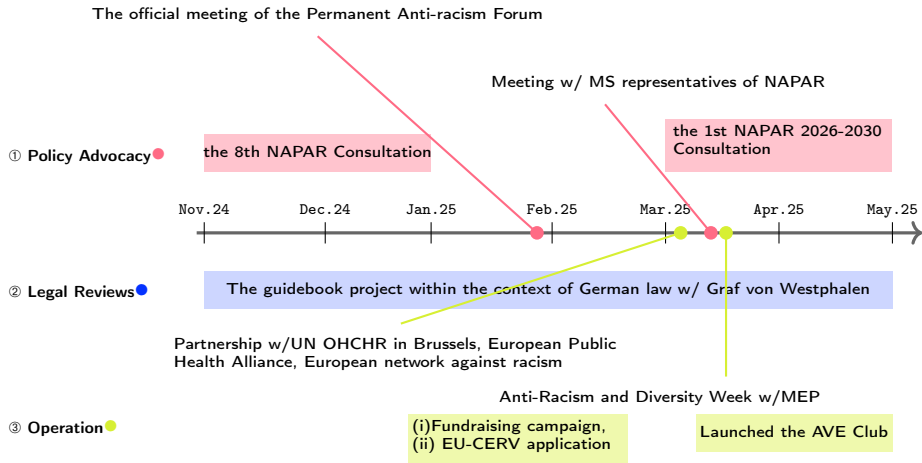 The official meeting of the Permanent Anti-racism Forum
Meeting w/ MS representatives of NAPAR
① Policy Advocacy
the 8th NAPAR Consultation
the 1st NAPAR 2026-2030
Consultation
Nov.24 Dec.24 Jan.25 Feb.25 Mar.25 Apr.25 May.25
② Legal Reviews
The guidebook project within the context of German law w/ Graf von Westphalen
Partnership w/UN OHCHR in Brussels, European Public
Health Alliance, European network against racism
Anti-Racism and Diversity Week w/MEP
③ Operation
(i)Fundraising campaign,
(ii) EU-CERV application
Launched the AVE Club